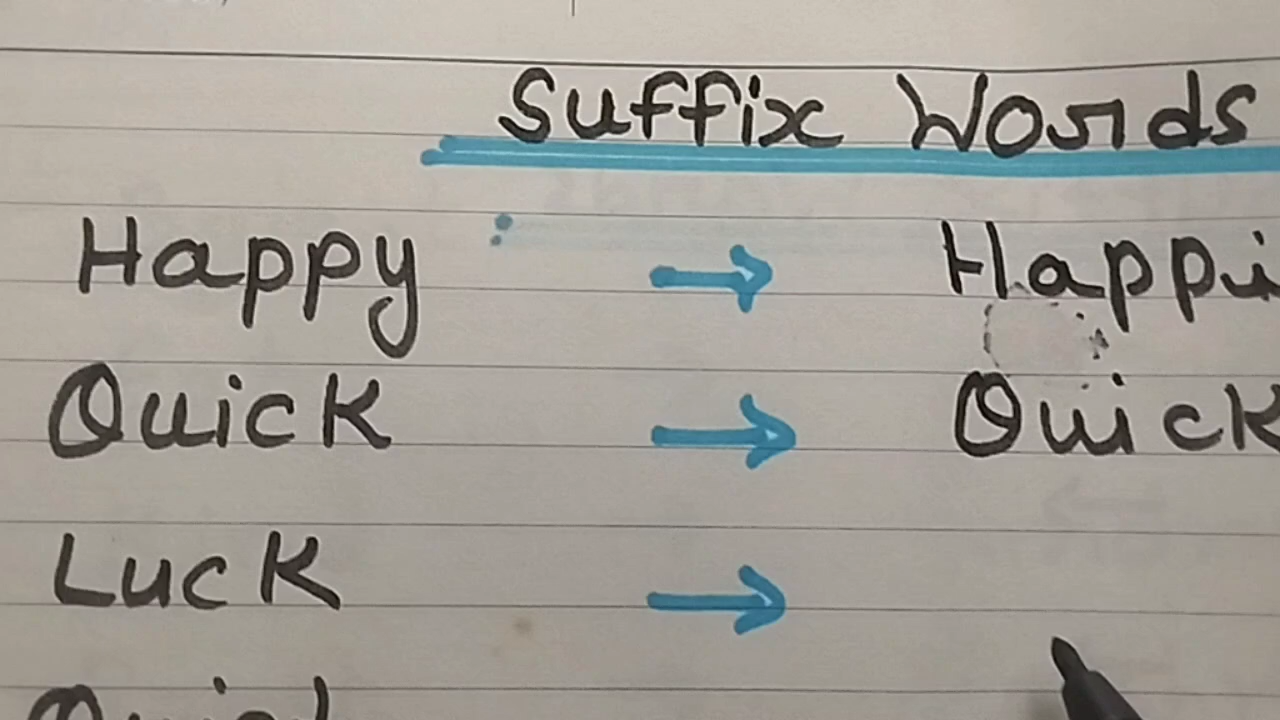 Suffix Words
Happy → Happi
Quick → Quick
Luck →